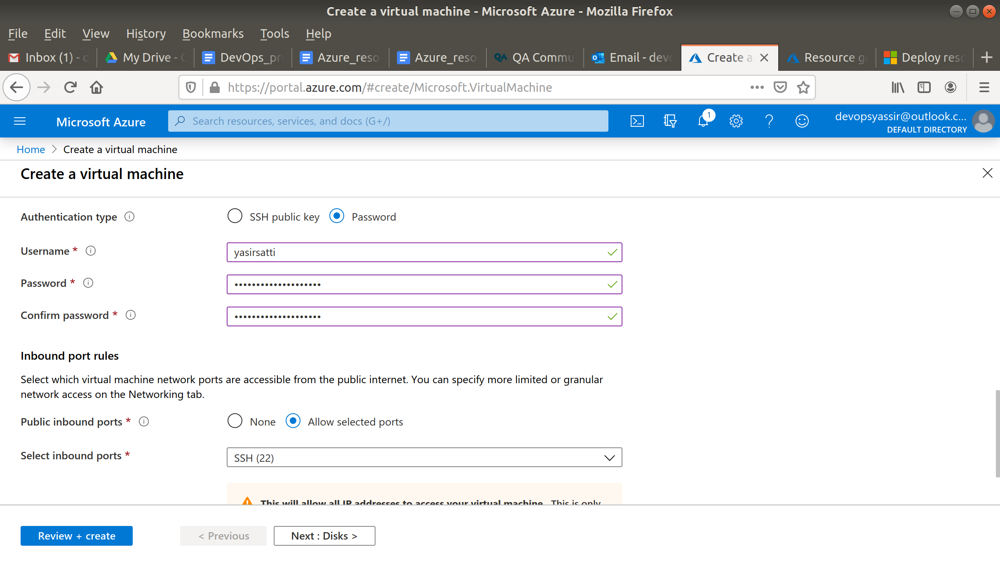 Create a virtual machine - Microsoft Azure - Mozilla Firefox
File Edit View History Bookmarks Tools Help
Inbox (1) - d My Drive - DevOps_pr Azure_reso Azure_reso QA Commu Email - devo Create a Resource g Deploy reso
https://portal.azure.com/#create/Microsoft.VirtualMachine
Microsoft Azure Search resources, services, and docs (G+/) 1 devopsyassir@outlook.c...
DEFAULT DIRECTORY
Home > Create a virtual machine
Create a virtual machine
Authentication type SSH public key Password
Username * yasirsatti
Password * ••••••••••••••••••••
Confirm password * ••••••••••••••••••••
Inbound port rules
Select which virtual machine network ports are accessible from the public internet. You can specify more limited or granular
network access on the Networking tab.
Public inbound ports * None Allow selected ports
Select inbound ports * SSH (22)
This will allow all IP addresses to access your virtual machine. This is only
Review + create < Previous Next : Disks >